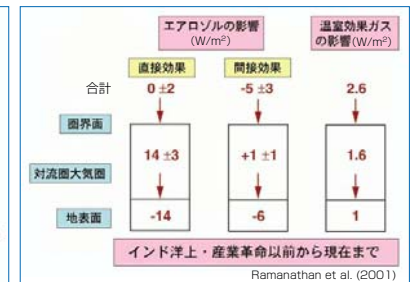 エアロゾルの影響
(W/m²)
温室効果ガス
の影響(W/m²)
直接効果
間接効果
合計
0 ±2
-5 ±3
2.6
圏界面
14 ±3
+1 ±1
1.6
対流圏大気圏
地表面
-14
-6
1
インド洋上・産業革命以前から現在まで
Ramanathan et al. (2001)